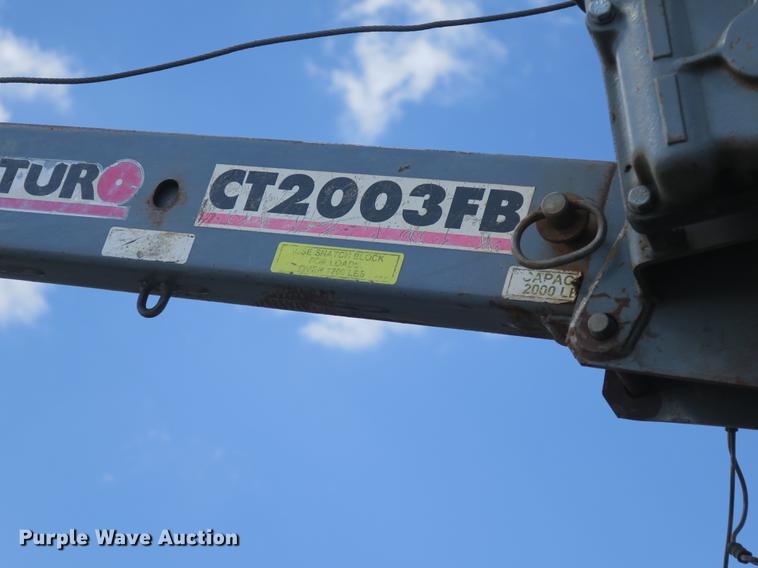 TURO
CT2003FB
USE SNATCH BLOCK
FOR LOADS
OVER 1200 LBS
CAPAC
2000 LB
Purple Wave Auction